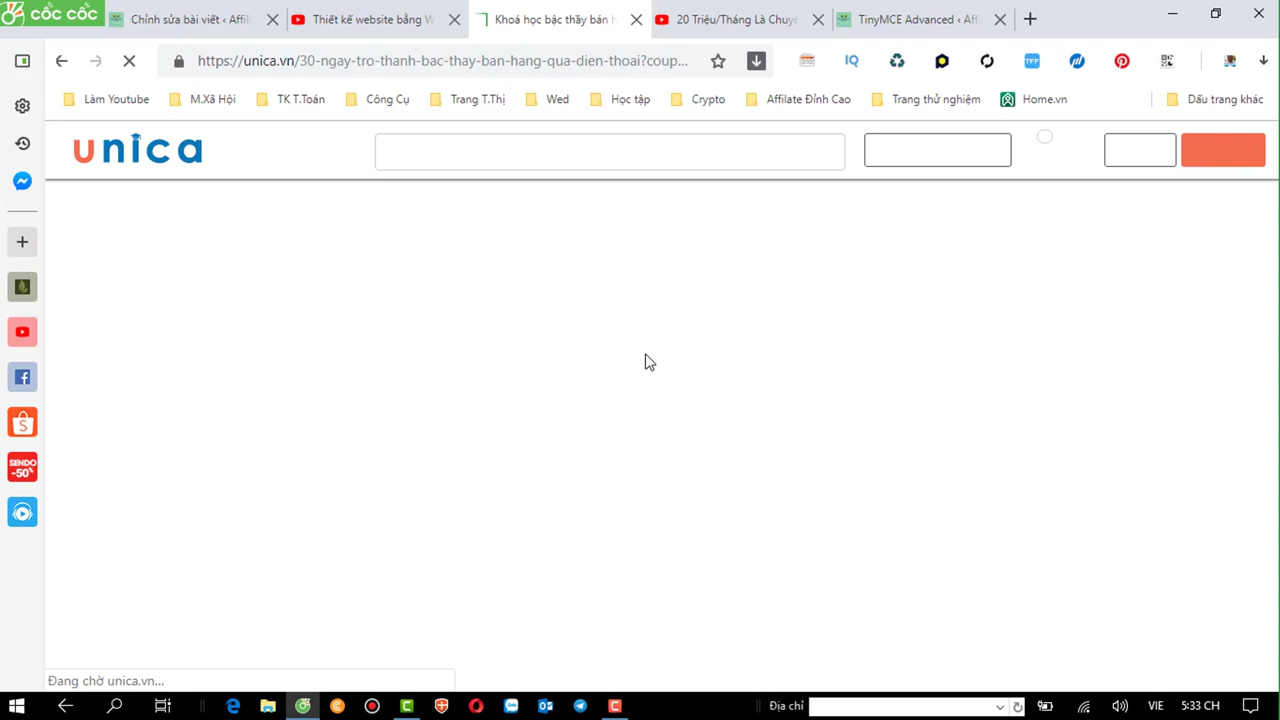 cốc cốc
Chỉnh sửa bài viết ‹ Affil
Thiết kế website bằng W
Khoá học bậc thầy bán h
20 Triệu/Tháng Là Chuyệ
TinyMCE Advanced ‹ Aff
https://unica.vn/30-ngay-tro-thanh-bac-thay-ban-hang-qua-dien-thoai?coup...
IQ
TFF
Làm Youtube
M.Xã Hội
TK T.Toán
Công Cụ
Trang T.Thị
Wed
Học tập
Crypto
Affilate Đỉnh Cao
Trang thử nghiệm
Home.vn
Dấu trang khác
unica
SENDO
-50%
Đang chờ unica.vn...
Địa chỉ
VIE
5:33 CH